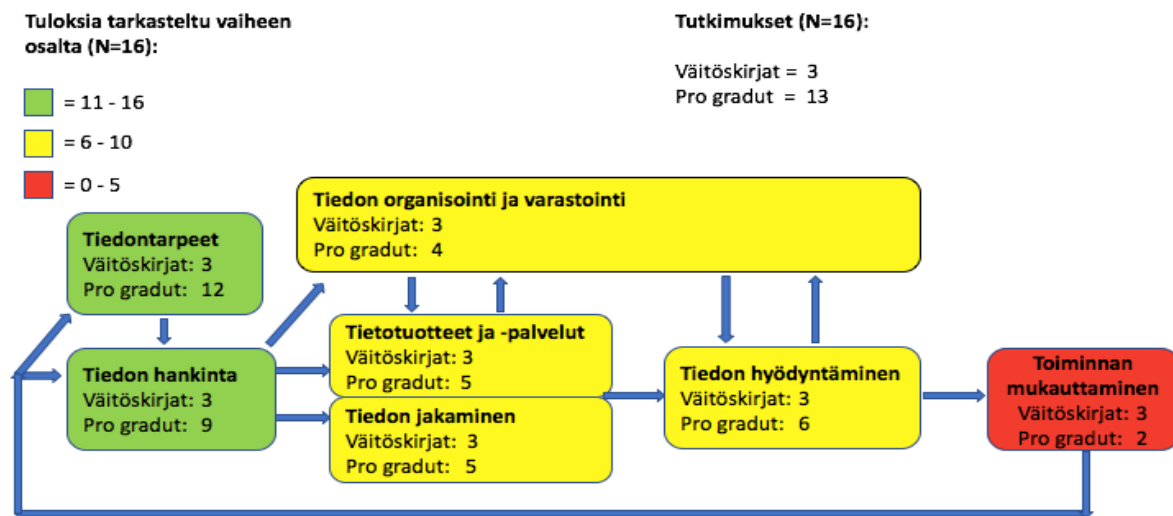 Tuloksia tarkasteltu vaiheen
osalta (N=16):
= 11 - 16
= 6 - 10
= 0 - 5
Tutkimukset (N=16):
Väitöskirjat = 3
Pro gradut = 13
Tiedon organisointi ja varastointi
Väitöskirjat: 3
Pro gradut: 4
Tiedontarpeet
Väitöskirjat: 3
Pro gradut: 12
Tiedon hankinta
Väitöskirjat: 3
Pro gradut: 9
Tietotuotteet ja -palvelut
Väitöskirjat: 3
Pro gradut: 5
Tiedon jakaminen
Väitöskirjat: 3
Pro gradut: 5
Tiedon hyödyntäminen
Väitöskirjat: 3
Pro gradut: 6
Toiminnan
mukauttaminen
Väitöskirjat: 3
Pro gradut: 2